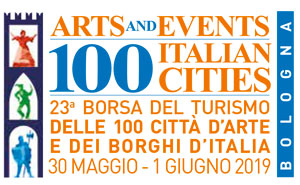 ARTS AND EVENTS
100 ITALIAN
CITIES
23ª BORSA DEL TURISMO
DELLE 100 CITTÀ D'ARTE
E DEI BORGHI D'ITALIA
30 MAGGIO - 1 GIUGNO 2019
BOLOGNA